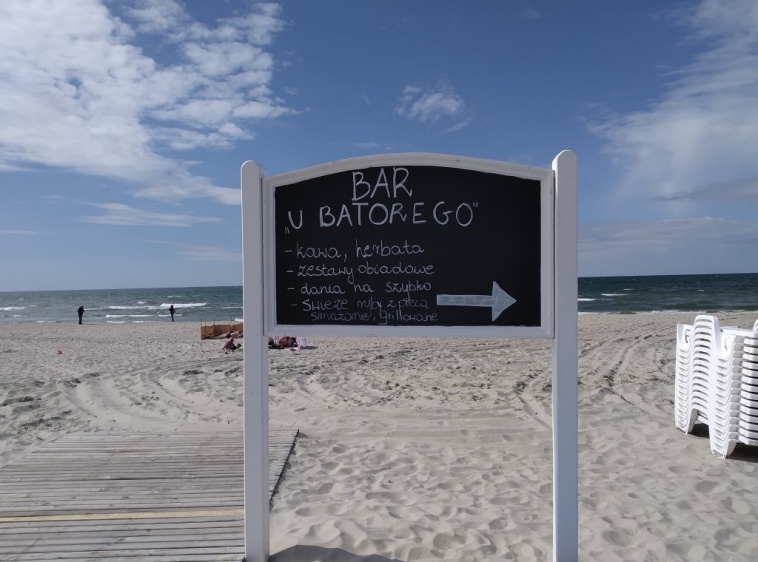 BAR
„U BATOREGO"
- kawa, herbata
- zestawy obiadowe
- dania na szybko
- świeże ryby z pieca
smażone, grillowane